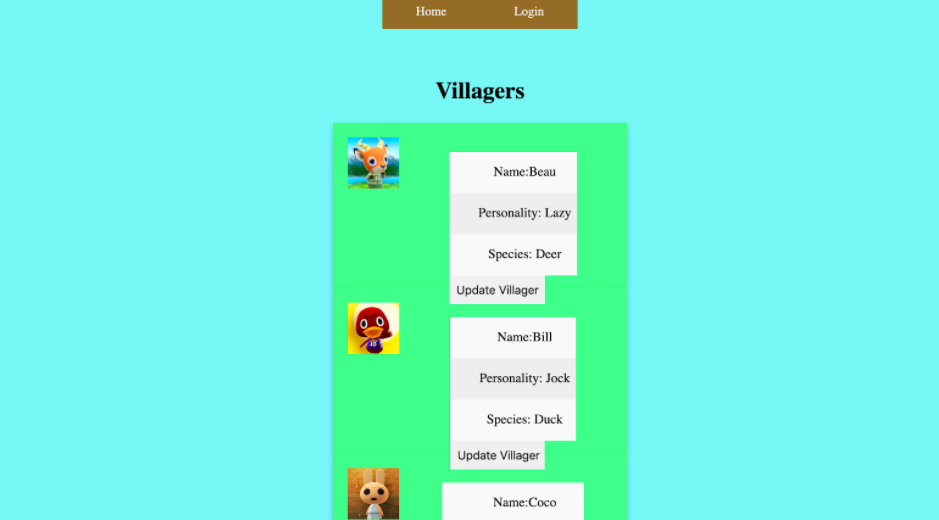 Home Login
Villagers
Name:Beau
Personality: Lazy
Species: Deer
Update Villager
Name:Bill
Personality: Jock
Species: Duck
Update Villager
Name:Coco